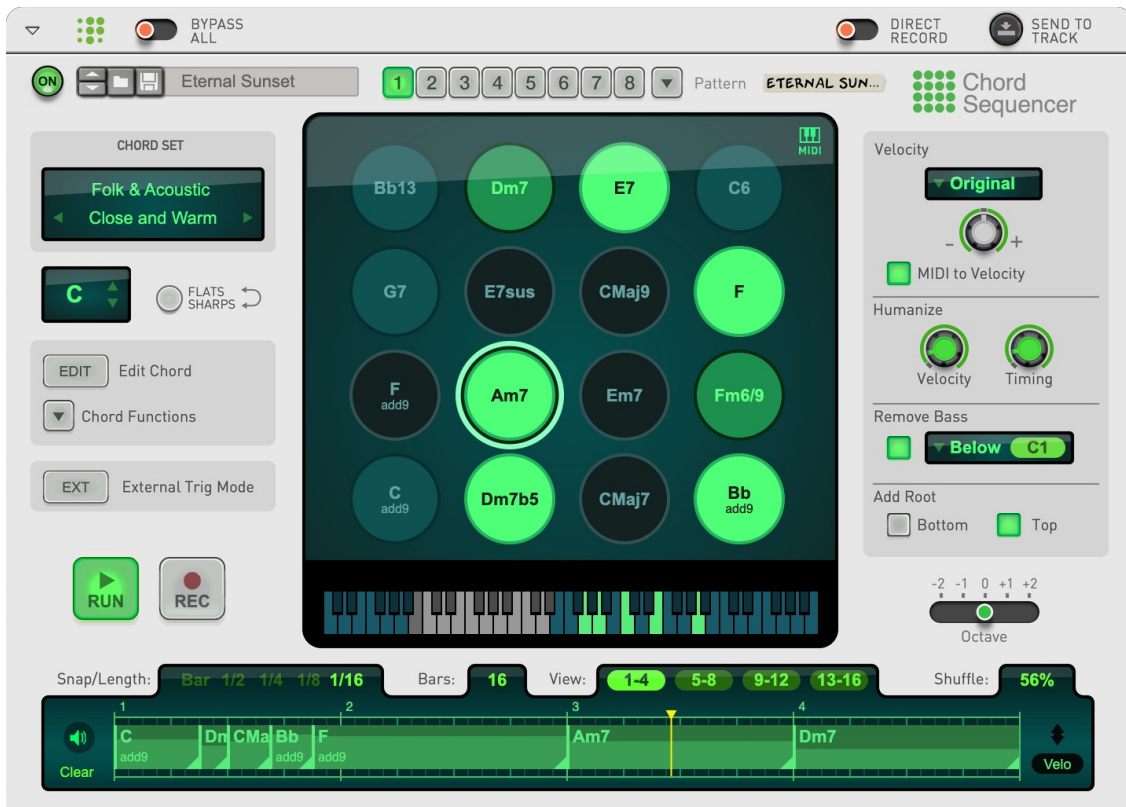 BYPASS
ALL
DIRECT
RECORD
SEND TO
TRACK
ON
Eternal Sunset
1 2 3 4 5 6 7 8
Pattern
ETERNAL SUN...
Chord
Sequencer
CHORD SET
Folk & Acoustic
Close and Warm
C
FLATS
SHARPS
EDIT
Edit Chord
Chord Functions
EXT
External Trig Mode
RUN
REC
MIDI
Bb13 Dm7 E7 C6
G7 E7sus CMaj9 F
F
add9
Am7 Em7 Fm6/9
C
add9
Dm7b5 CMaj7
Bb
add9
Velocity
Original
- +
MIDI to Velocity
Humanize
Velocity Timing
Remove Bass
Below C1
Add Root
Bottom Top
-2 -1 0 +1 +2
Octave
Snap/Length: Bar 1/2 1/4 1/8 1/16
Bars: 16
View: 1-4 5-8 9-12 13-16
Shuffle: 56%
1 2 3 4
C Dm CMa Bb F Am7 Dm7
add9 add9 add9
Clear
Velo